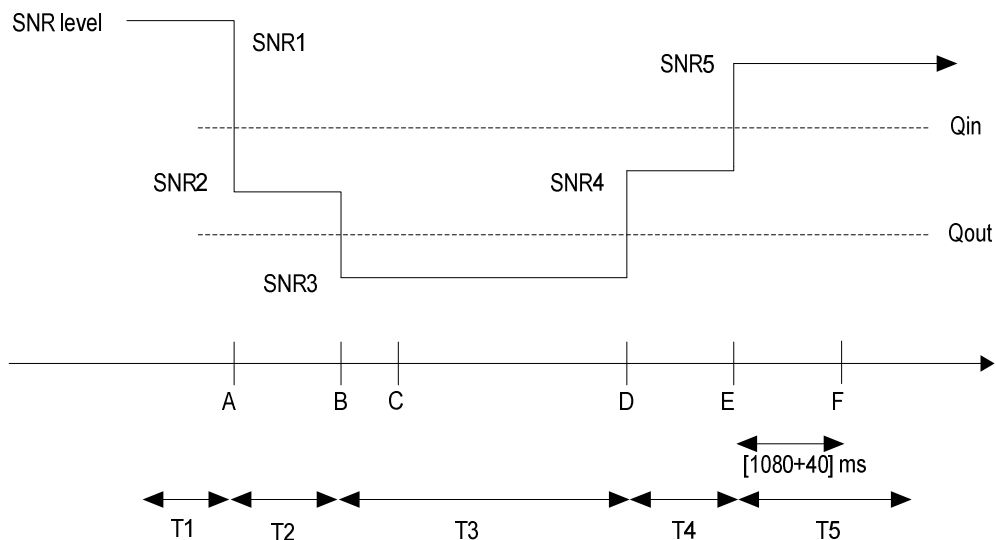 SNR level
SNR1
SNR5
Qin
SNR2
SNR4
Qout
SNR3
A
B
C
D
E
F
[1080+40] ms
T1
T2
T3
T4
T5